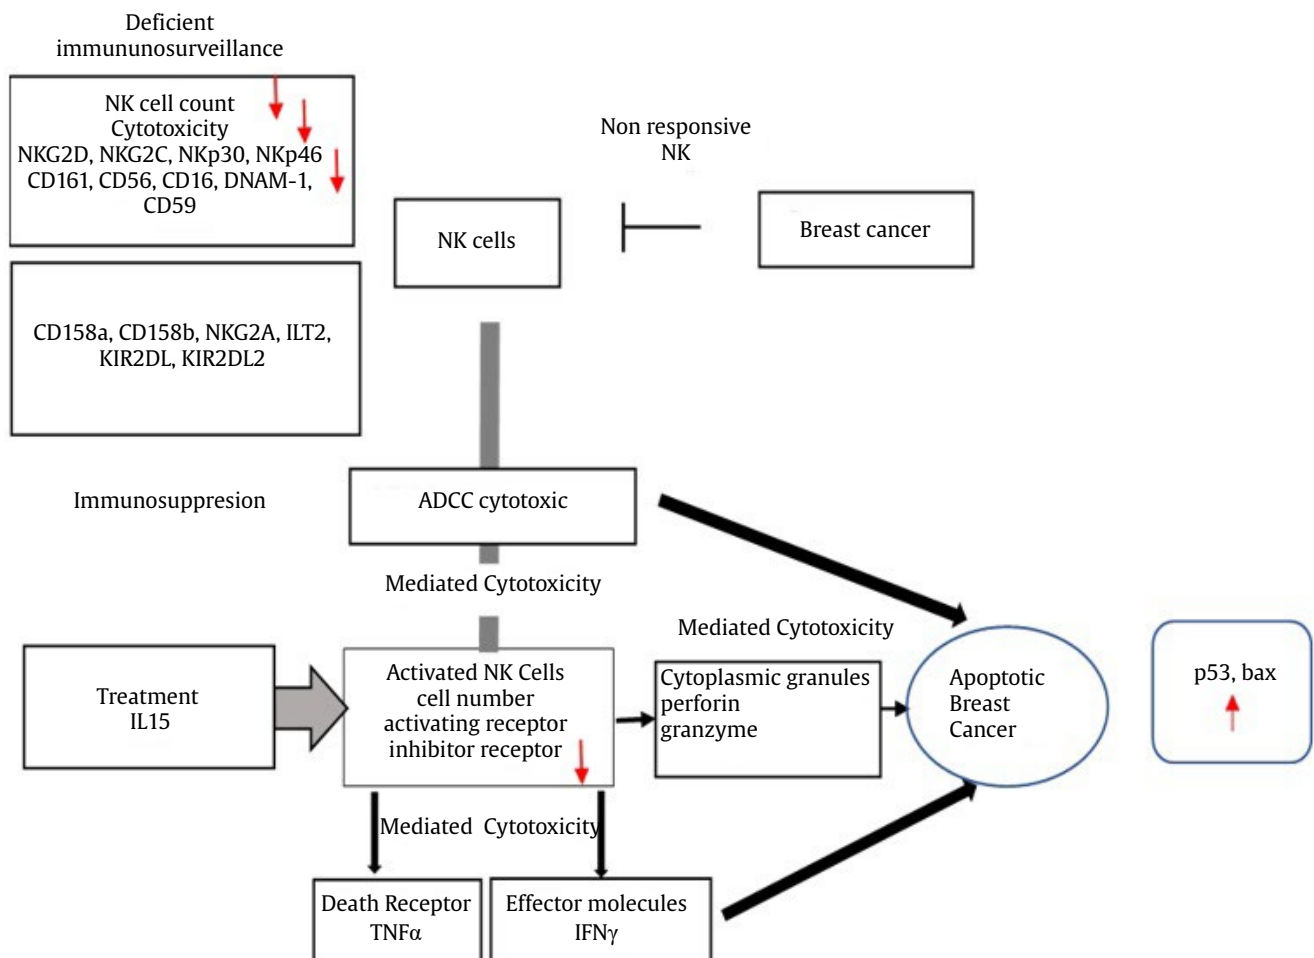 Deficient
immununosurveillance
NK cell count
Cytotoxicity
NKG2D, NKG2C, NKp30, NKp46
CD161, CD56, CD16, DNAM-1,
CD59
Non responsive
NK
NK cells
Breast cancer
CD158a, CD158b, NKG2A, ILT2,
KIR2DL, KIR2DL2
Immunosuppresion
ADCC cytotoxic
Mediated Cytotoxicity
Treatment
IL15
Activated NK Cells
cell number
activating receptor
inhibitor receptor
Mediated Cytotoxicity
Cytoplasmic granules
perforin
granzyme
Apoptotic
Breast
Cancer
p53, bax
Mediated Cytotoxicity
Death Receptor
TNFα
Effector molecules
IFNγ